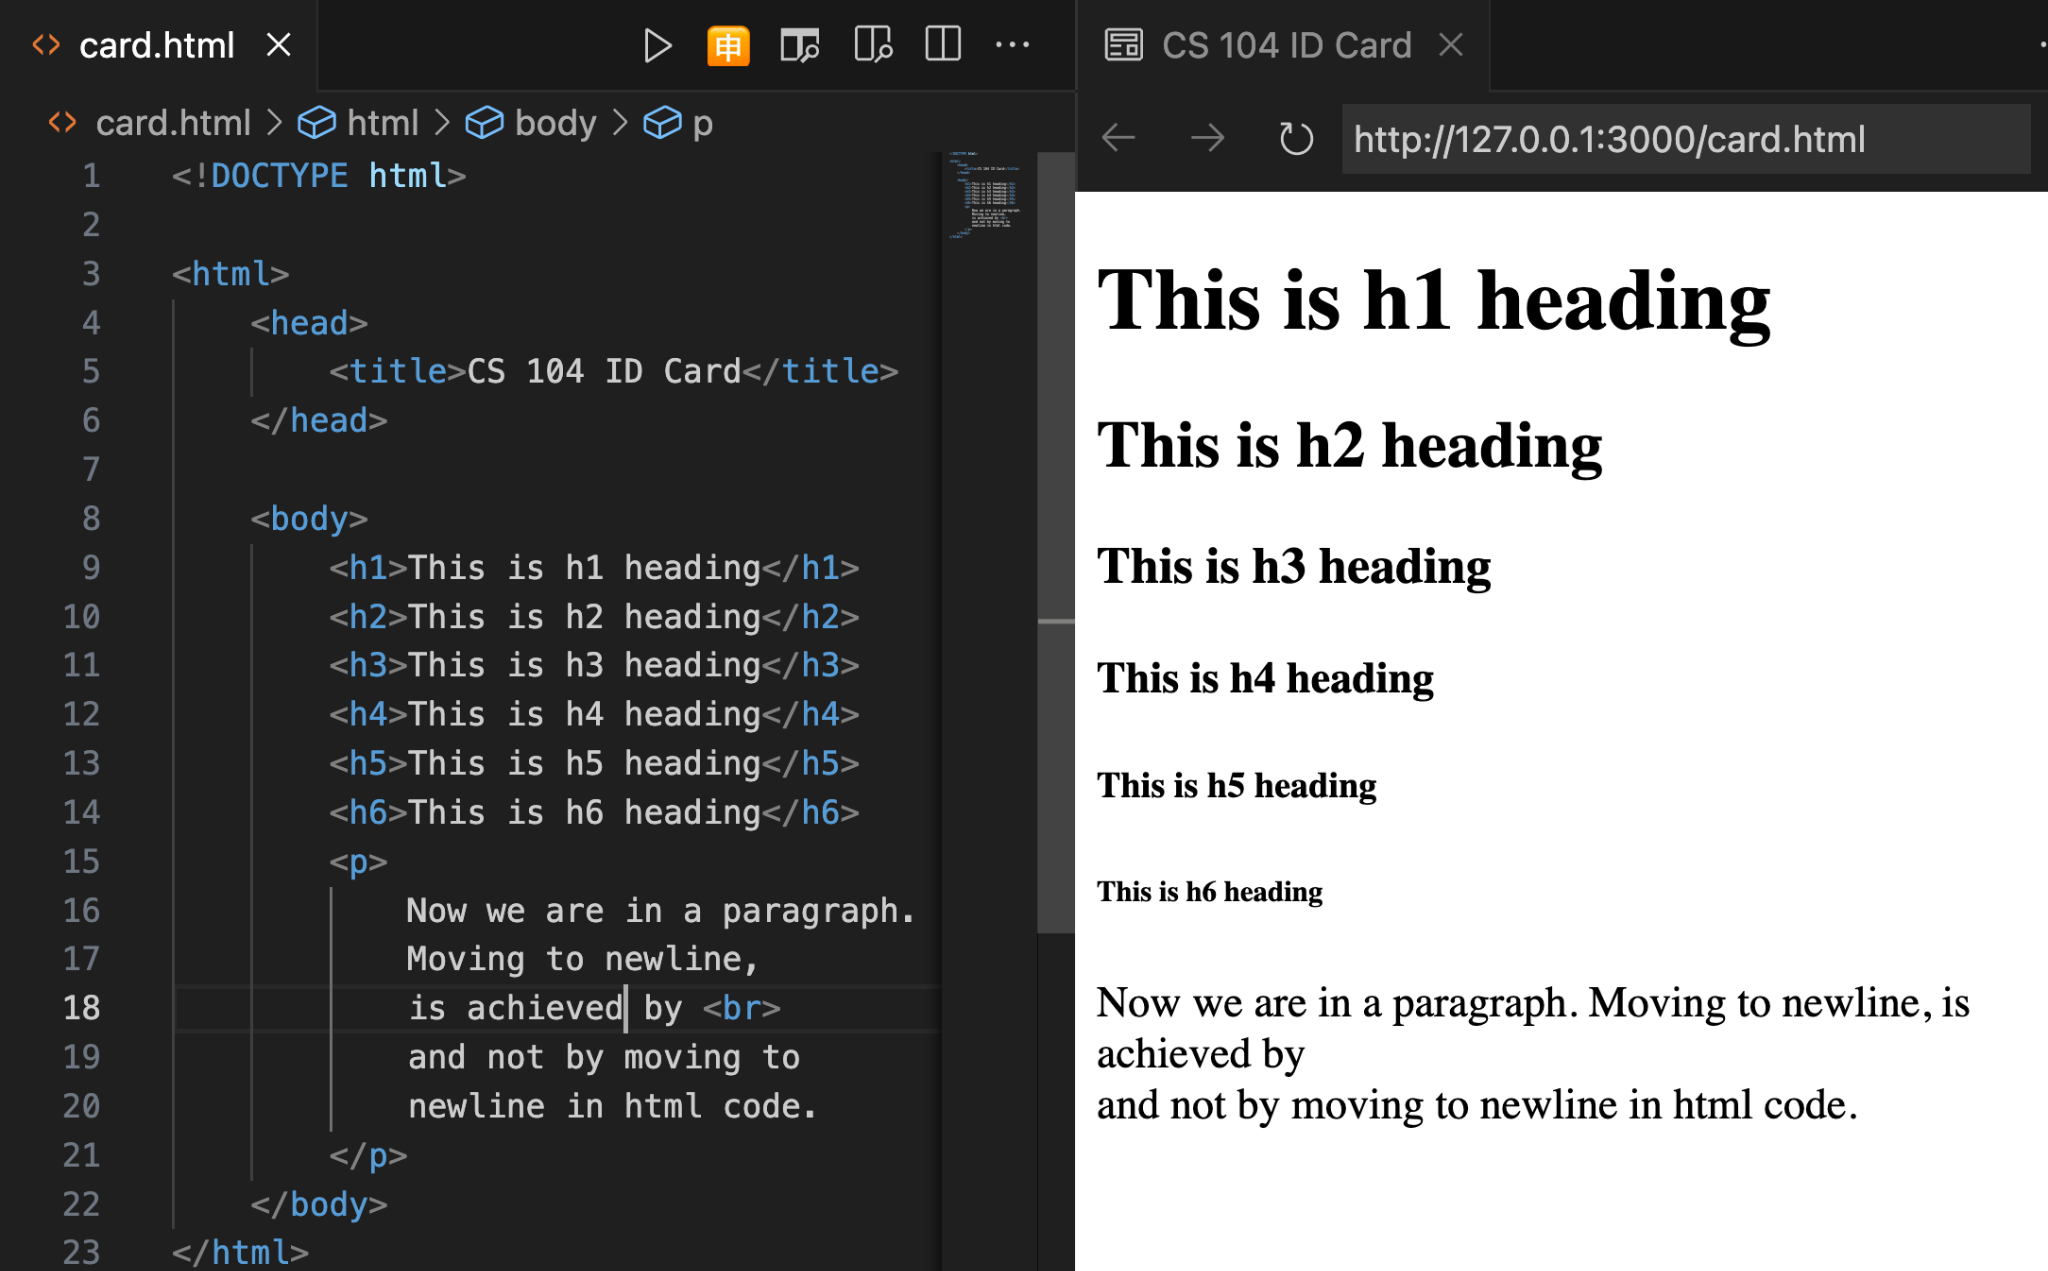 card.html
申
card.html > html > body > p
1 <!DOCTYPE html>
2
3 <html>
4     <head>
5         <title>CS 104 ID Card</title>
6     </head>
7
8     <body>
9         <h1>This is h1 heading</h1>
10         <h2>This is h2 heading</h2>
11         <h3>This is h3 heading</h3>
12         <h4>This is h4 heading</h4>
13         <h5>This is h5 heading</h5>
14         <h6>This is h6 heading</h6>
15         <p>
16             Now we are in a paragraph.
17             Moving to newline,
18             is achieved by <br>
19             and not by moving to
20             newline in html code.
21         </p>
22     </body>
23 </html>
CS 104 ID Card
http://127.0.0.1:3000/card.html
This is h1 heading
This is h2 heading
This is h3 heading
This is h4 heading
This is h5 heading
This is h6 heading
Now we are in a paragraph. Moving to newline, is
achieved by
and not by moving to newline in html code.